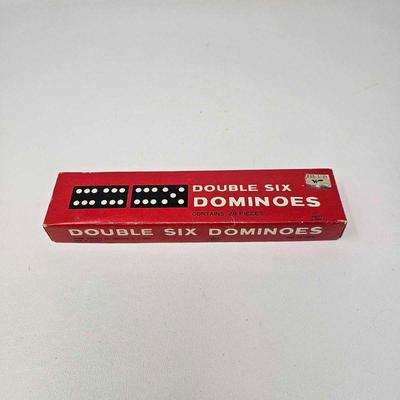 DOUBLE SIX
DOMINOES
CONTAINS 28 PIECES
DOUBLE SIX DOMINOES